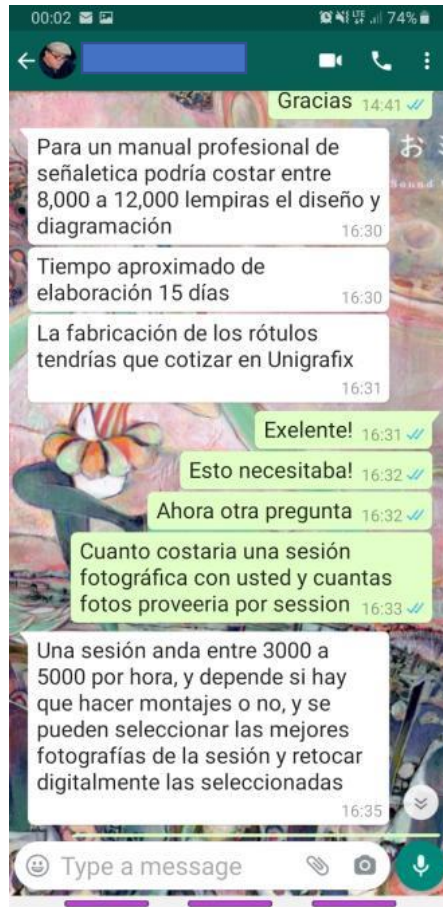 00:02 LTE 74%
Gracias 14:41
お
Sound
Para un manual profesional de
señaletica podría costar entre
8,000 a 12,000 lempiras el diseño y
diagramación 16:30
Tiempo aproximado de
elaboración 15 días 16:30
La fabricación de los rótulos
tendrías que cotizar en Unigrafix
16:31
Exelente! 16:31
Esto necesitaba! 16:32
Ahora otra pregunta 16:32
Cuanto costaria una sesión
fotográfica con usted y cuantas
fotos proveeria por session 16:33
Una sesión anda entre 3000 a
5000 por hora, y depende si hay
que hacer montajes o no, y se
pueden seleccionar las mejores
fotografías de la sesión y retocar
digitalmente las seleccionadas
16:35
Type a message